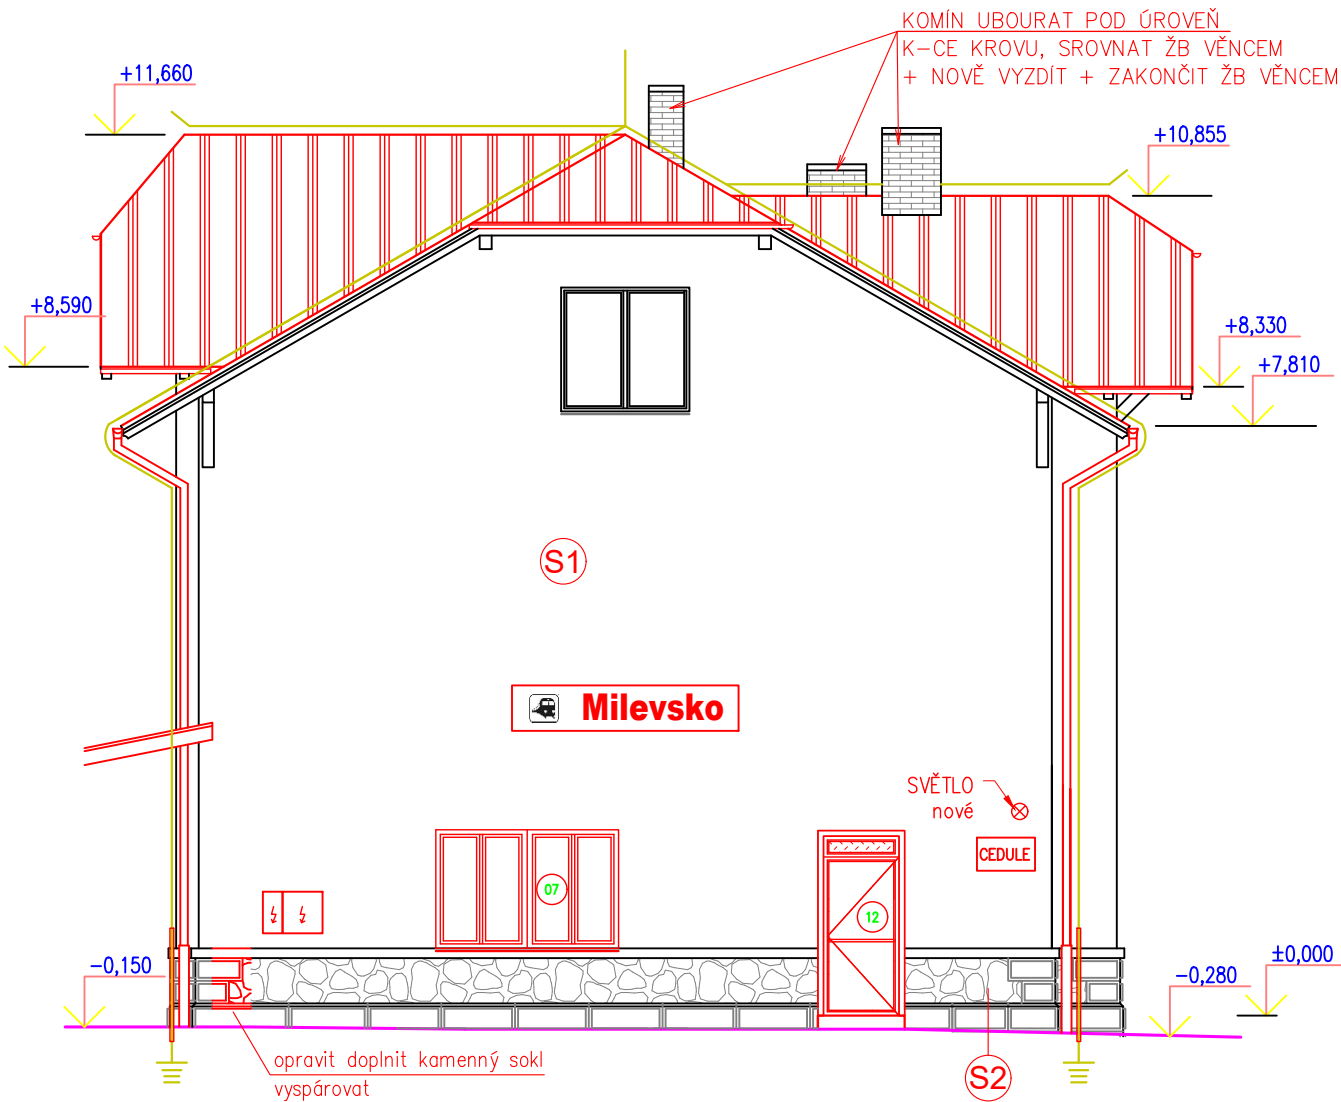 KOMÍN UBOURAT POD ÚROVEŇ
K-CE KROVU, SROVNAT ŽB VĚNCEM
+ NOVĚ VYZDÍT + ZAKONČIT ŽB VĚNCEM
+11,660
+10,855
+8,590
+8,330
+7,810
S1
Milevsko
SVĚTLO
nové
CEDULE
07
12
-0,150
±0,000
-0,280
opravit doplnit kamenný sokl
vyspárovat
S2